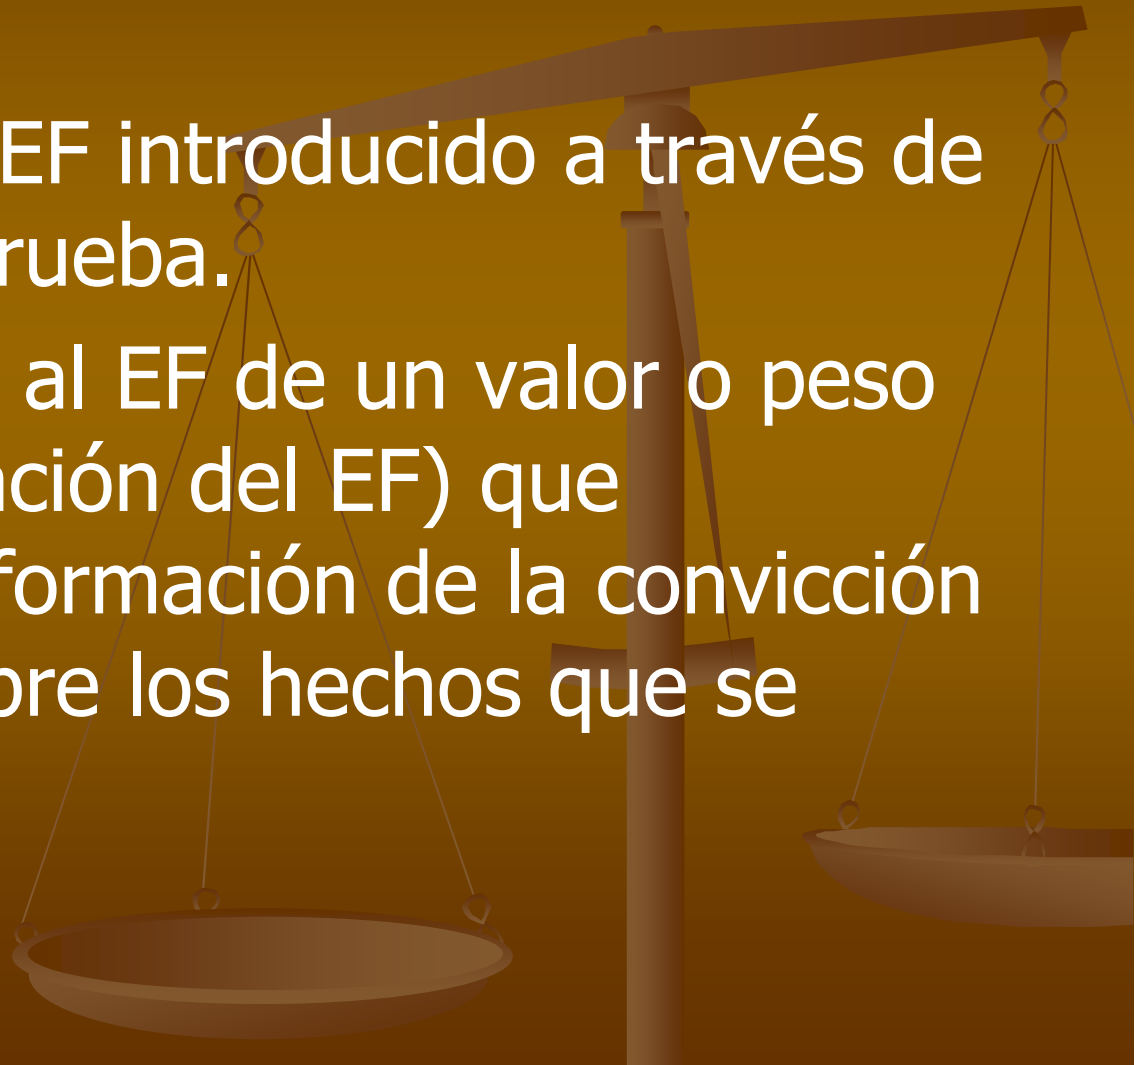 EF introducido a través de
rueba.
al EF de un valor o peso
ación del EF) que
formación de la convicción
bre los hechos que se